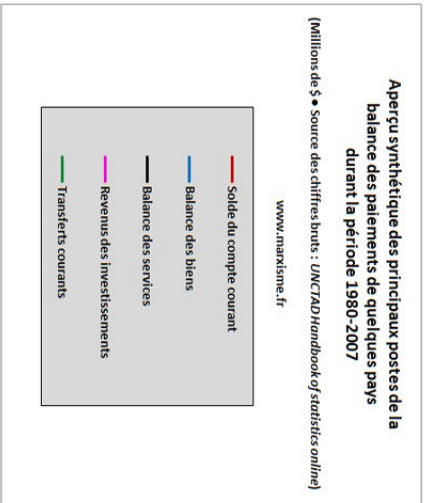 Aperçu synthétique des principaux postes de la
balance des paiements de quelques pays
durant la période 1980-2007
(Millions de $ ● Source des chiffres bruts : UNCTAD Handbook of statistics online)
www.marxisme.fr
Solde du compte courant
Balance des biens
Balance des services
Revenus des investissements
Transferts courants